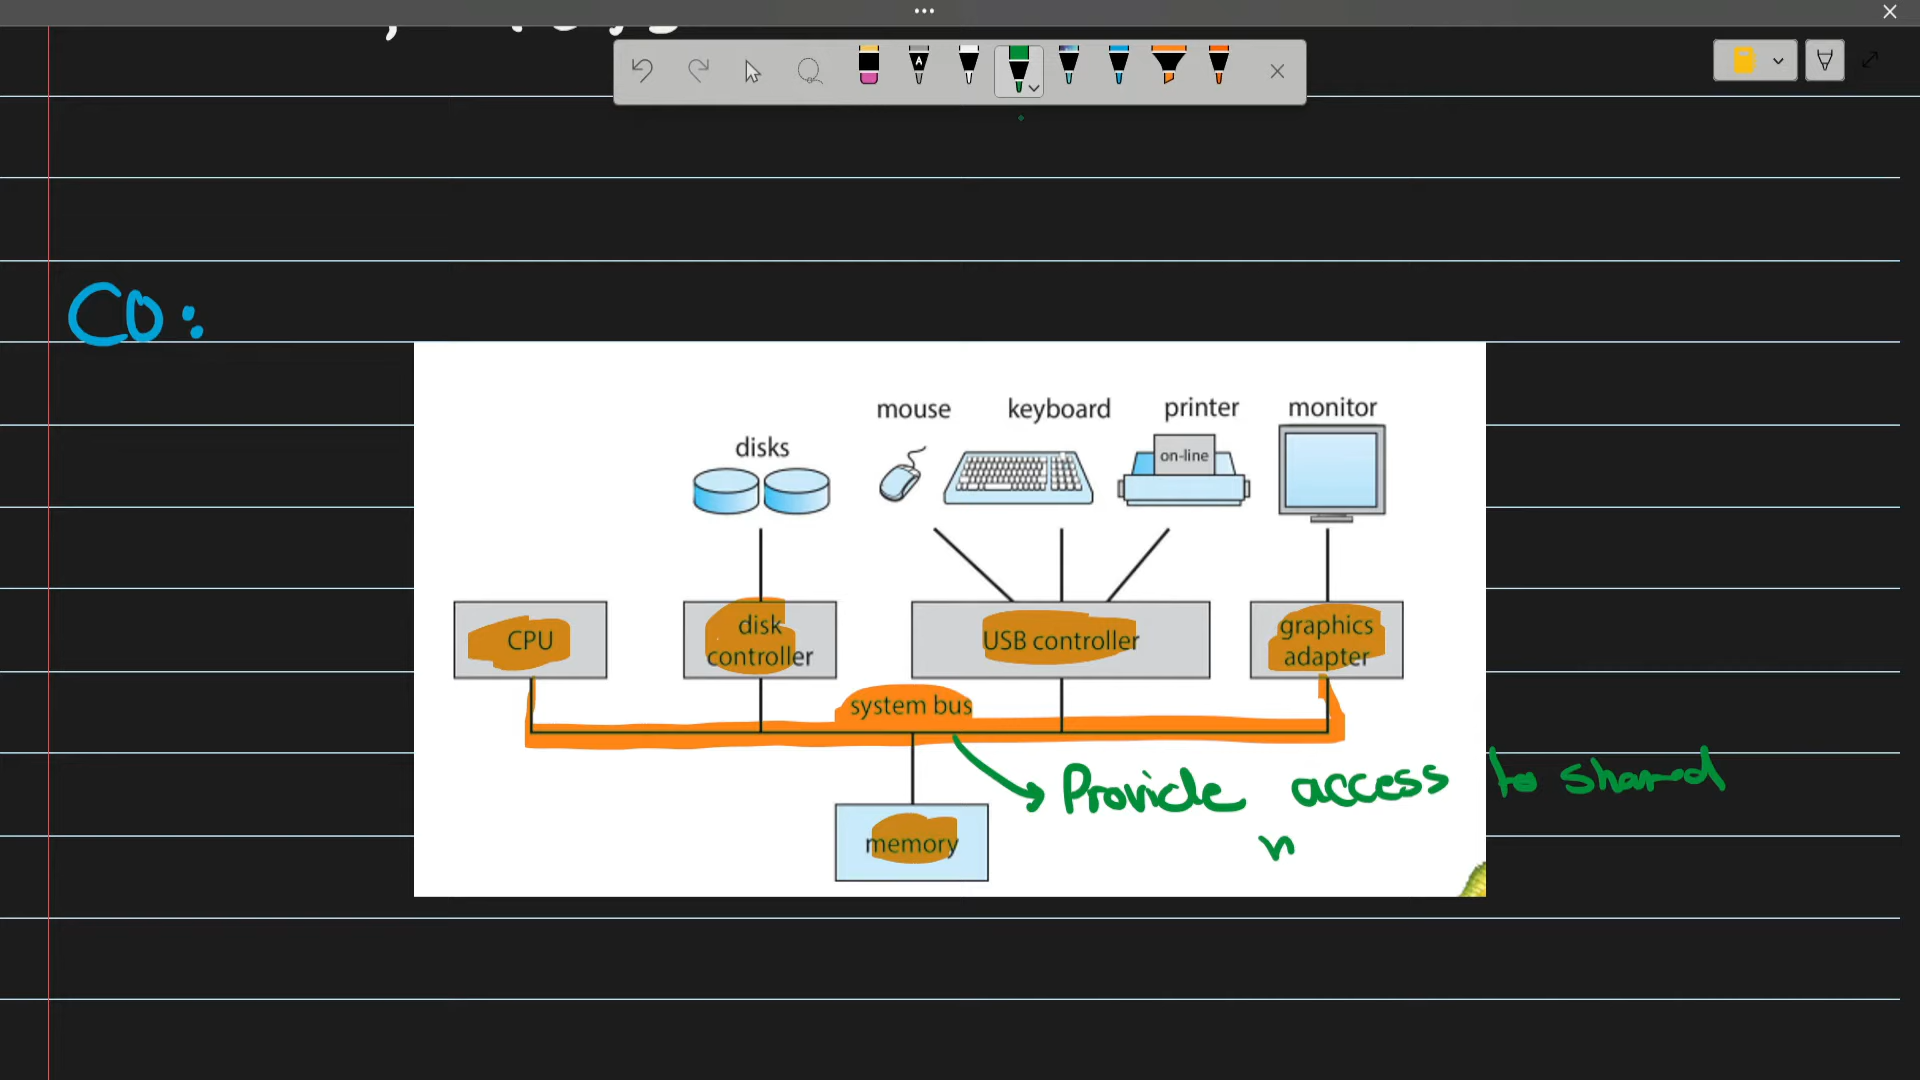 CO:
mouse keyboard printer monitor
disks
on-line
CPU
disk controller
USB controller
graphics adapter
system bus
Provide access to shared
m
memory